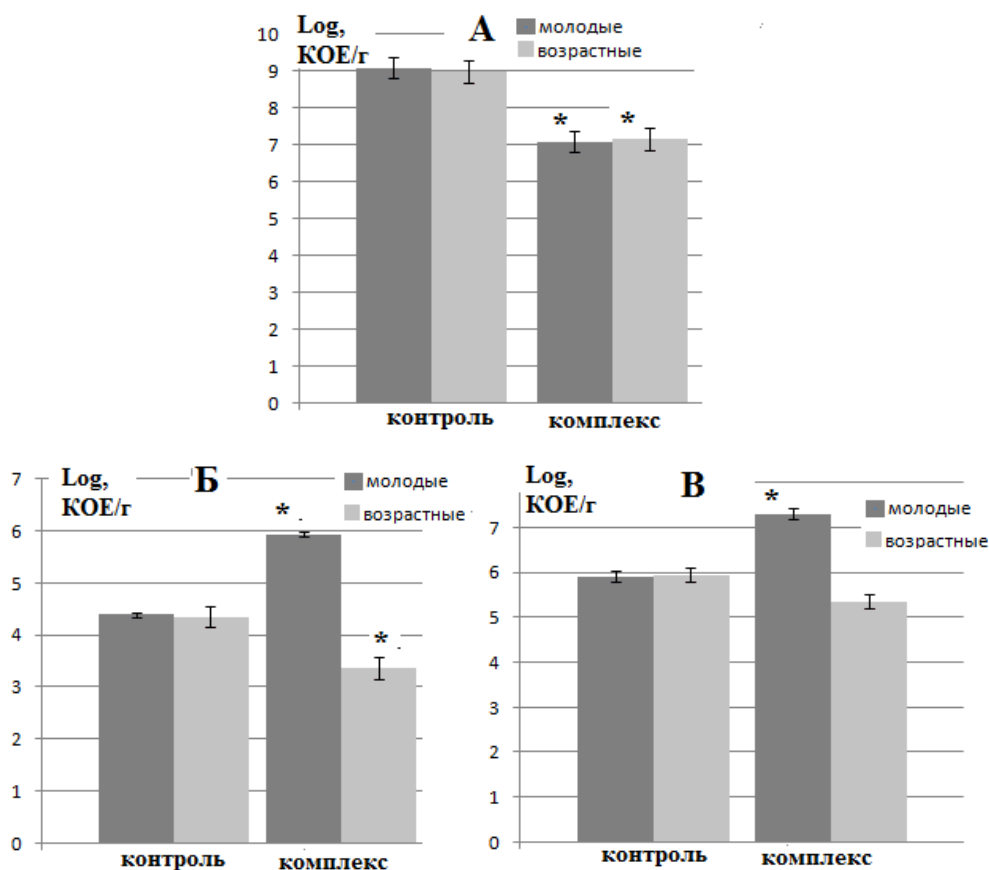 Log,
КОЕ/г
А
молодые
возрастные
10
9
8
7
6
5
4
3
2
1
0
* *
контроль
комплекс
Log,
КОЕ/г
Б
молодые
возрастные
7
6
5
4
3
2
1
0
*
*
контроль
комплекс
Log,
КОЕ/г
В
молодые
возрастные
7
6
5
4
3
2
1
0
*
контроль
комплекс